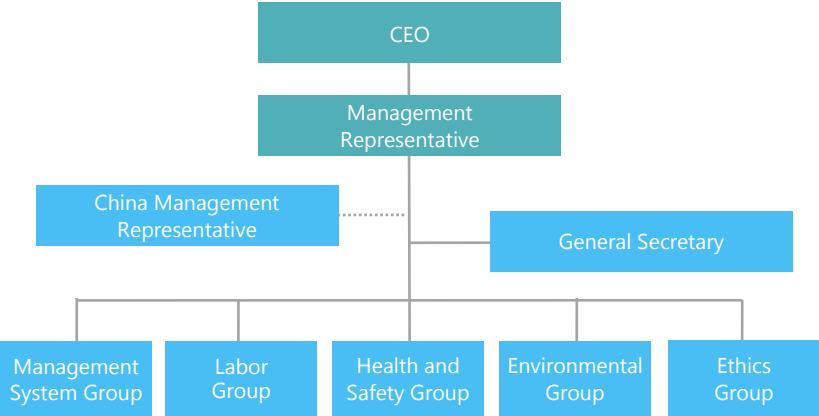 CEO
Management
Representative
China Management
Representative
General Secretary
Management
System Group
Labor
Group
Health and
Safety Group
Environmental
Group
Ethics
Group